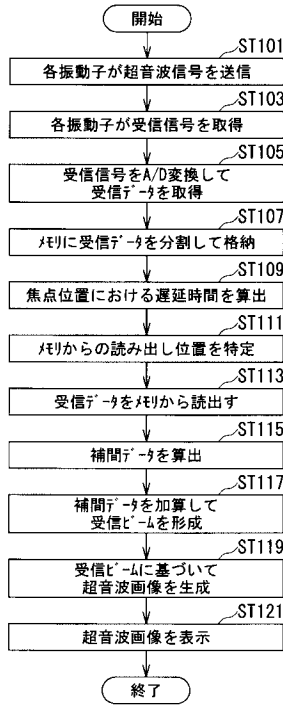 開始
ST101
各振動子が超音波信号を送信
ST103
各振動子が受信信号を取得
ST105
受信信号をA/D変換して
受信ﾃﾞｰﾀを取得
ST107
ﾒﾓﾘに受信ﾃﾞｰﾀを分割して格納
ST109
焦点位置における遅延時間を算出
ST111
ﾒﾓﾘからの読み出し位置を特定
ST113
受信ﾃﾞｰﾀをﾒﾓﾘから読出す
ST115
補間ﾃﾞｰﾀを算出
ST117
補間ﾃﾞｰﾀを加算して
受信ﾋﾞｰﾑを形成
ST119
受信ﾋﾞｰﾑに基づいて
超音波画像を生成
ST121
超音波画像を表示
終了